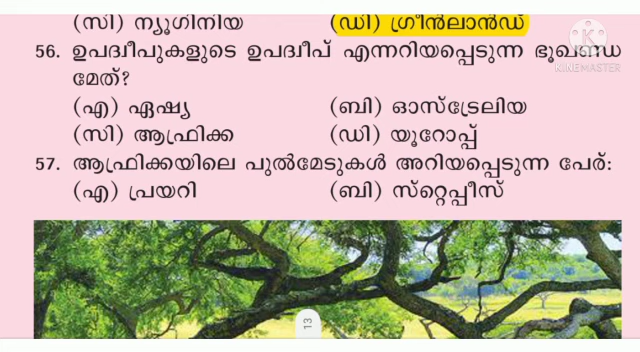 (സി) ന്യൂഗിനിയ (ഡി) ഗ്രീൻലാൻഡ്
56. ഉപദ്വീപുകളുടെ ഉപദ്വീപ് എന്നറിയപ്പെടുന്ന ഭൂഖണ്ഡ
മേത്?
(എ) ഏഷ്യ (ബി) ഓസ്ട്രേലിയ
(സി) ആഫ്രിക്ക (ഡി) യൂറോപ്പ്
57. ആഫ്രിക്കയിലെ പുൽമേടുകൾ അറിയപ്പെടുന്ന പേര്:
(എ) പ്രയറി (ബി) സ്റ്റെപ്പീസ്
13
K
KINEMASTER